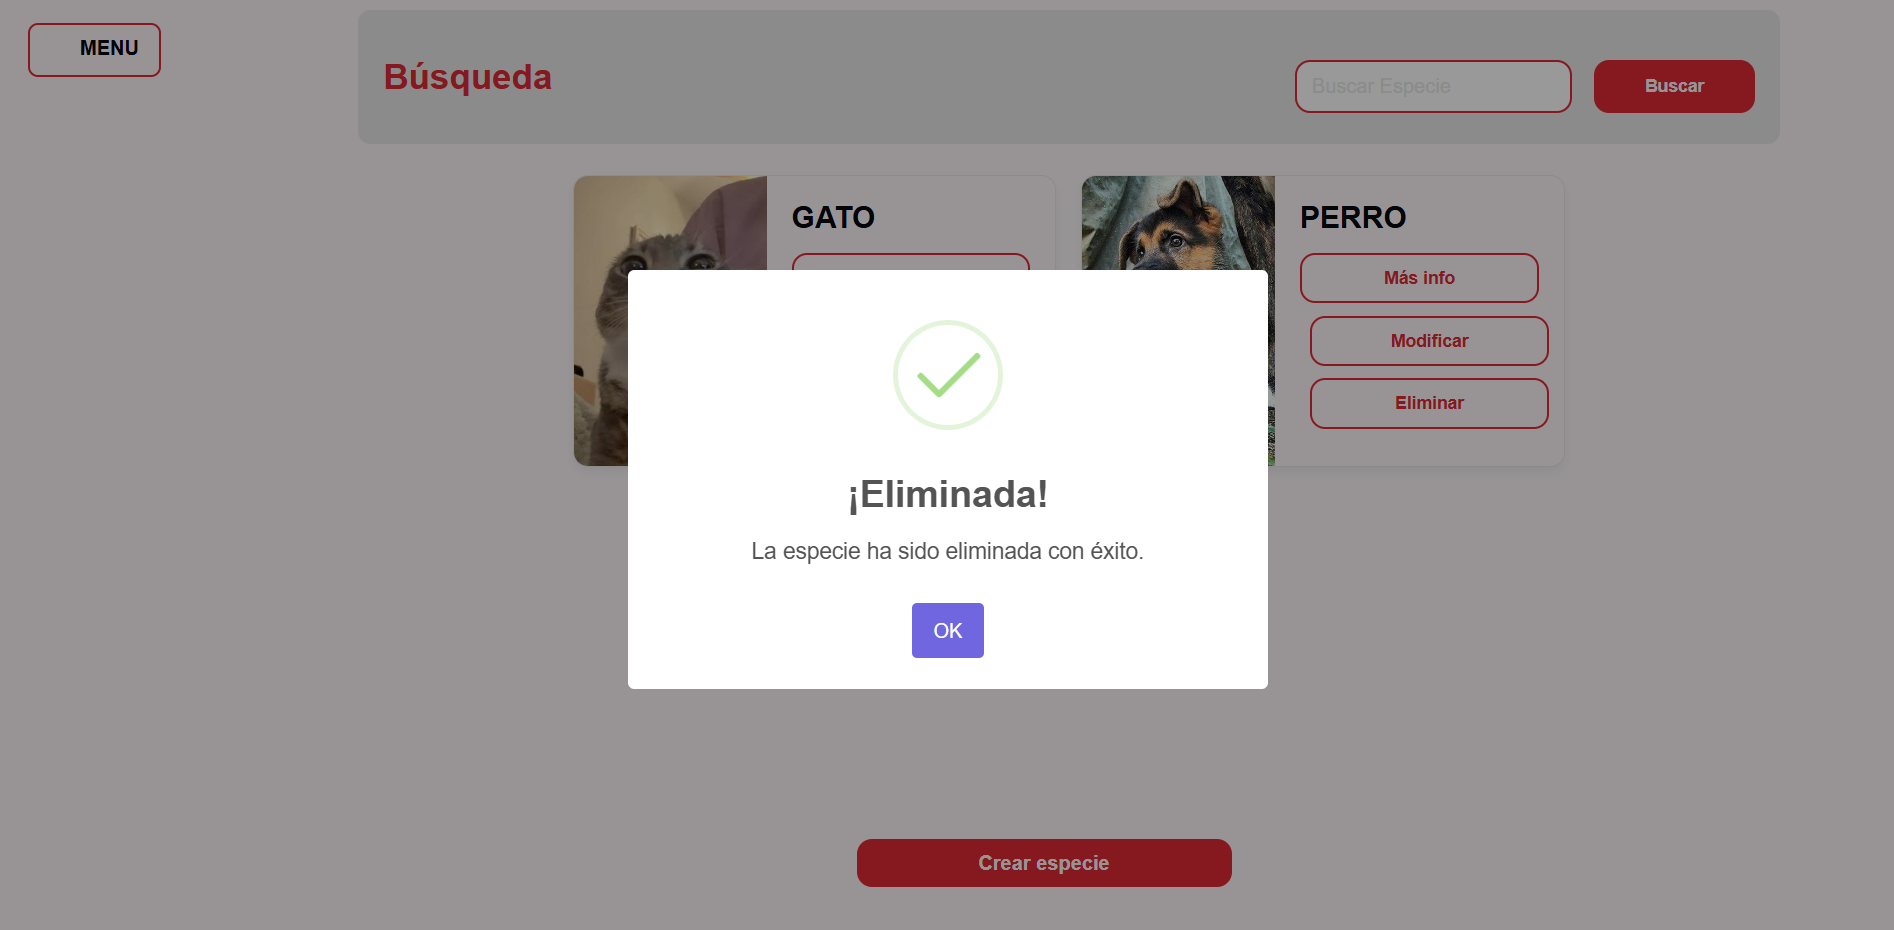 MENU
Búsqueda
Buscar Especie
Buscar
GATO
PERRO
Más info
Modificar
Eliminar
¡Eliminada!
La especie ha sido eliminada con éxito.
OK
Crear especie